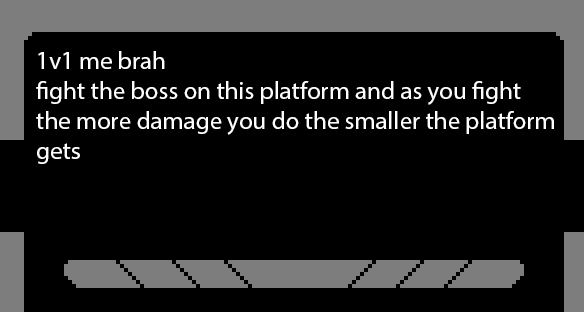 1v1 me brah
fight the boss on this platform and as you fight
the more damage you do the smaller the platform
gets